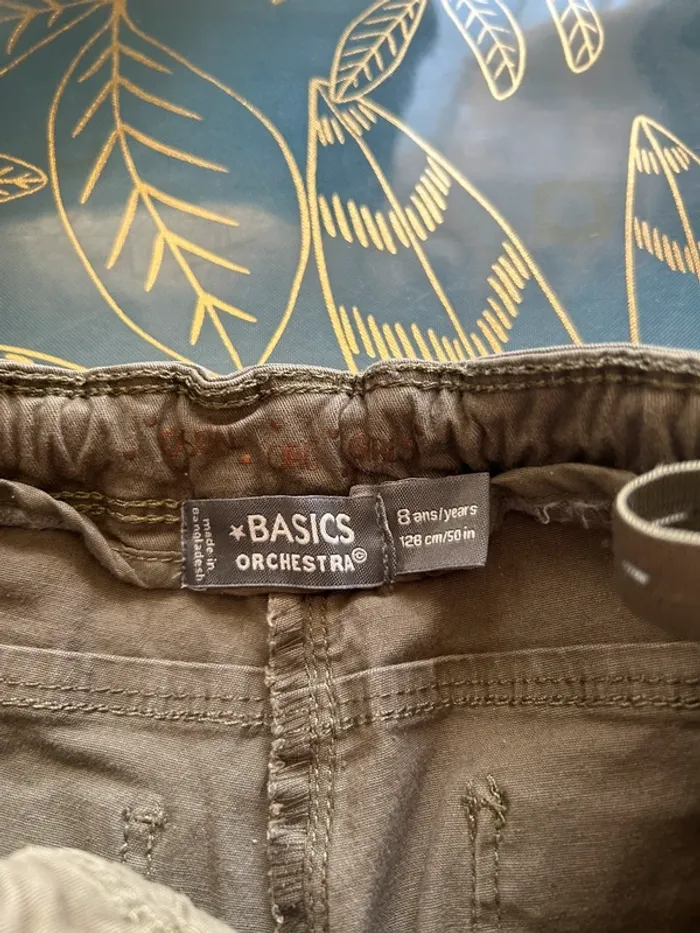 made in
Bangladesh
★BASICS
ORCHESTRA©
8 ans/years
128 cm/50 in